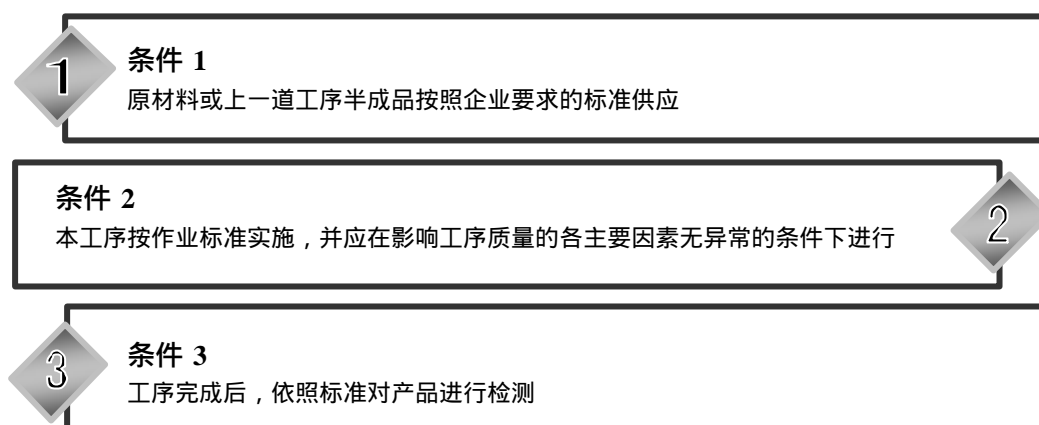 1
条件 1
原材料或上一道工序半成品按照企业要求的标准供应
条件 2
本工序按作业标准实施，并应在影响工序质量的各主要因素无异常的条件下进行
2
3
条件 3
工序完成后，依照标准对产品进行检测